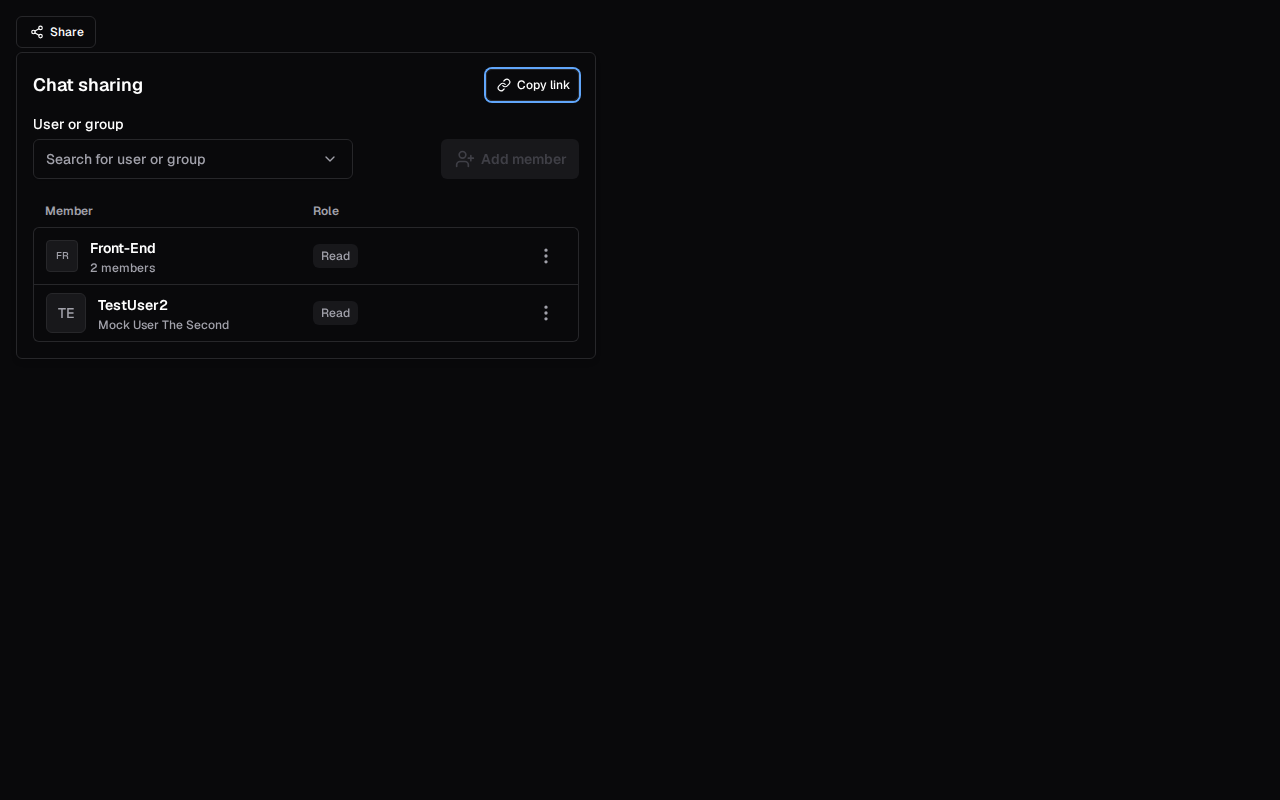 Share
Chat sharing
Copy link
User or group
Search for user or group
Add member
Member
Role
FR
Front-End
2 members
Read
TE
TestUser2
Mock User The Second
Read